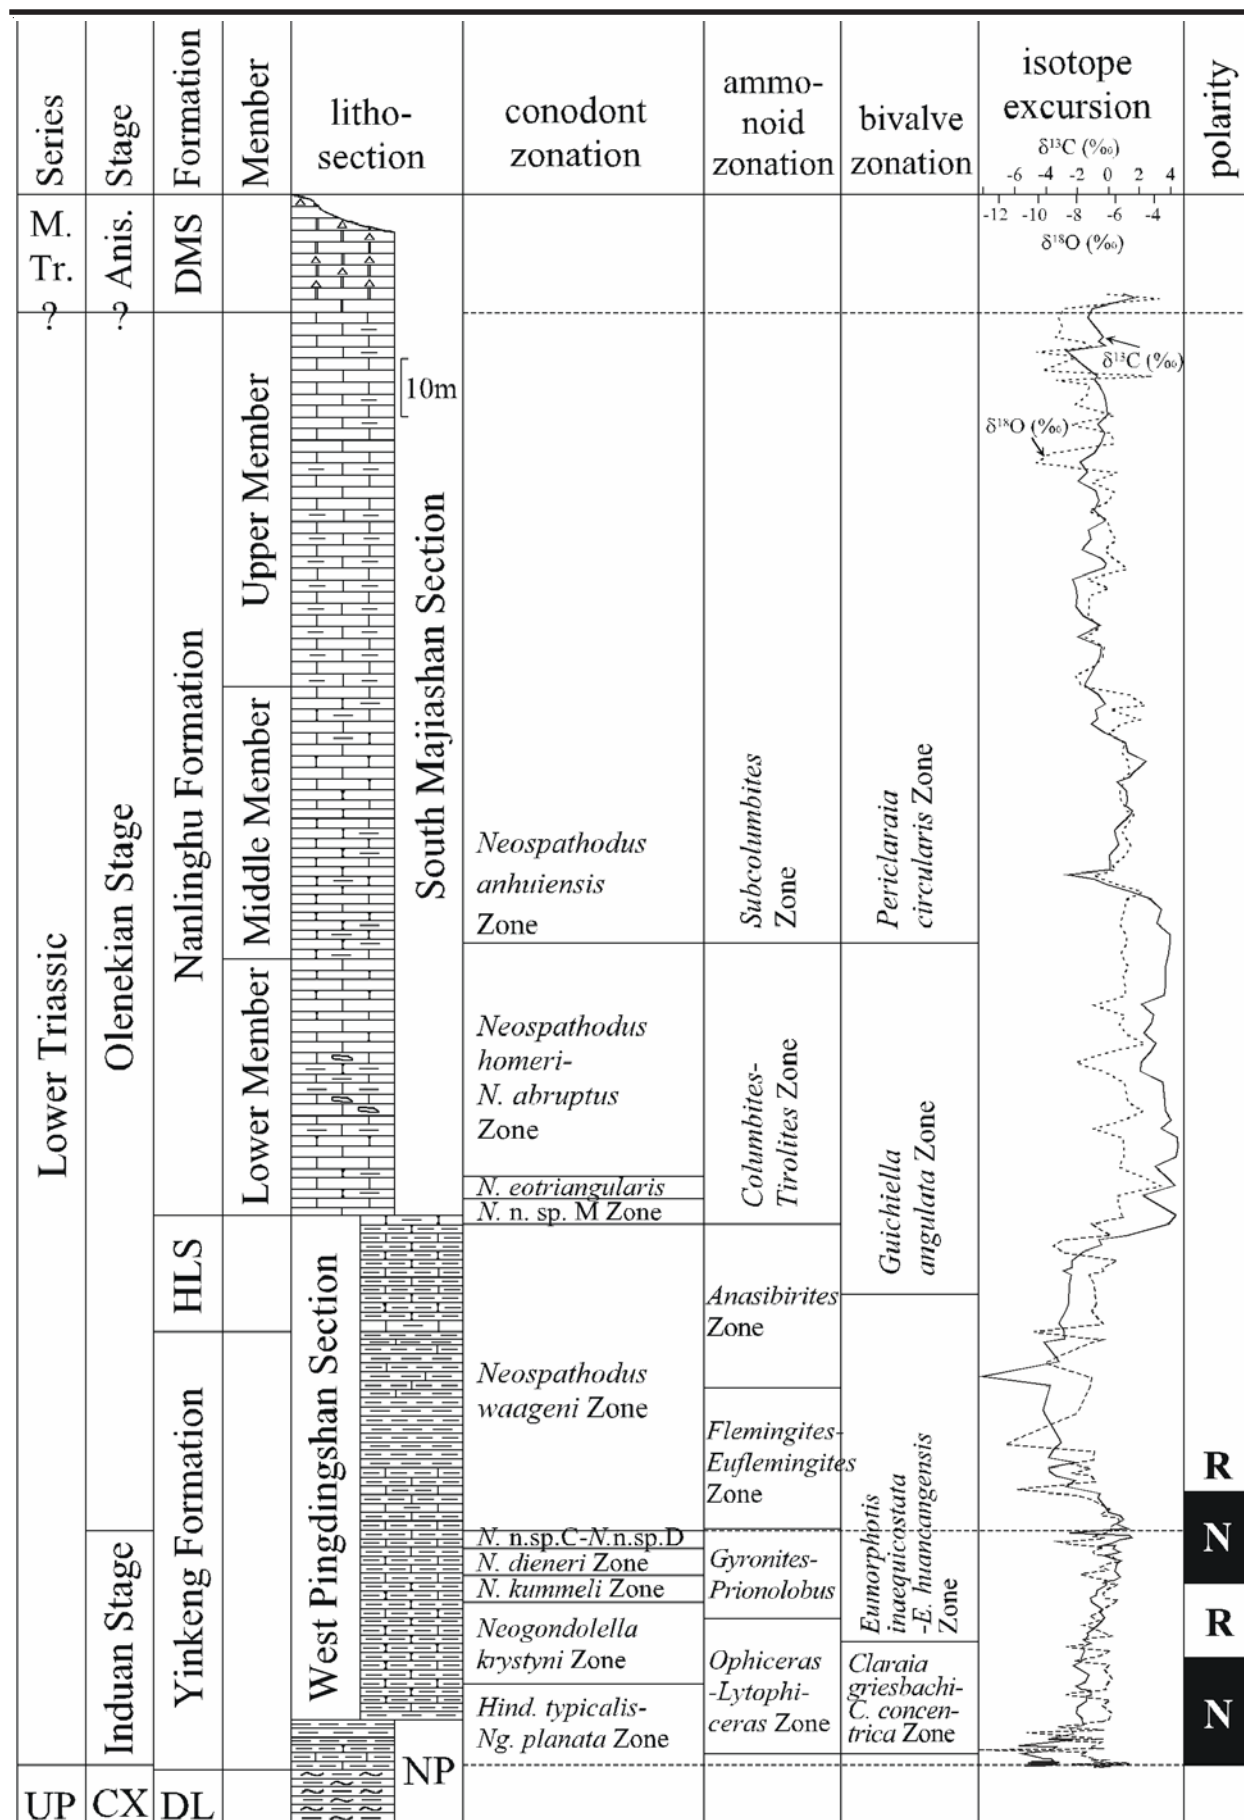 Series
Stage
Formation
Member
litho-
section
conodont
zonation
ammo-
noid
zonation
bivalve
zonation
isotope
excursion
δ¹³C (‰)
-6 -4 -2 0 2 4
-12 -10 -8 -6 -4
δ¹⁸O (‰)
polarity
M.
Tr.
Anis.
DMS
?
?
10m
δ¹³C (‰)
δ¹⁸O (‰)
Lower Triassic
Olenekian Stage
Nanlinghu Formation
Upper Member
Middle Member
Lower Member
South Majiashan Section
Neospathodus
anhuiensis
Zone
Subcolumbites
Zone
Periclaraia
circularis Zone
Neospathodus
homeri-
N. abruptus
Zone
Columbites-
Tirolites Zone
Guichiella
angulata Zone
N. eotriangularis
N. n. sp. M Zone
HLS
West Pingdingshan Section
Anasibirites
Zone
Neospathodus
waageni Zone
Flemingites-
Euflemingites
Zone
Eumorphotis
inaequicostata
-E. huancangensis
Zone
R
N
R
N
Induan Stage
Yinkeng Formation
N. n.sp.C-N.n.sp.D
N. dieneri Zone
N. kummeli Zone
Gyronites-
Prionolobus
Neogondolella
krystyni Zone
Ophiceras
-Lytophi-
ceras Zone
Claraia
griesbachi-
C. concen-
trica Zone
Hind. typicalis-
Ng. planata Zone
NP
UP
CX
DL